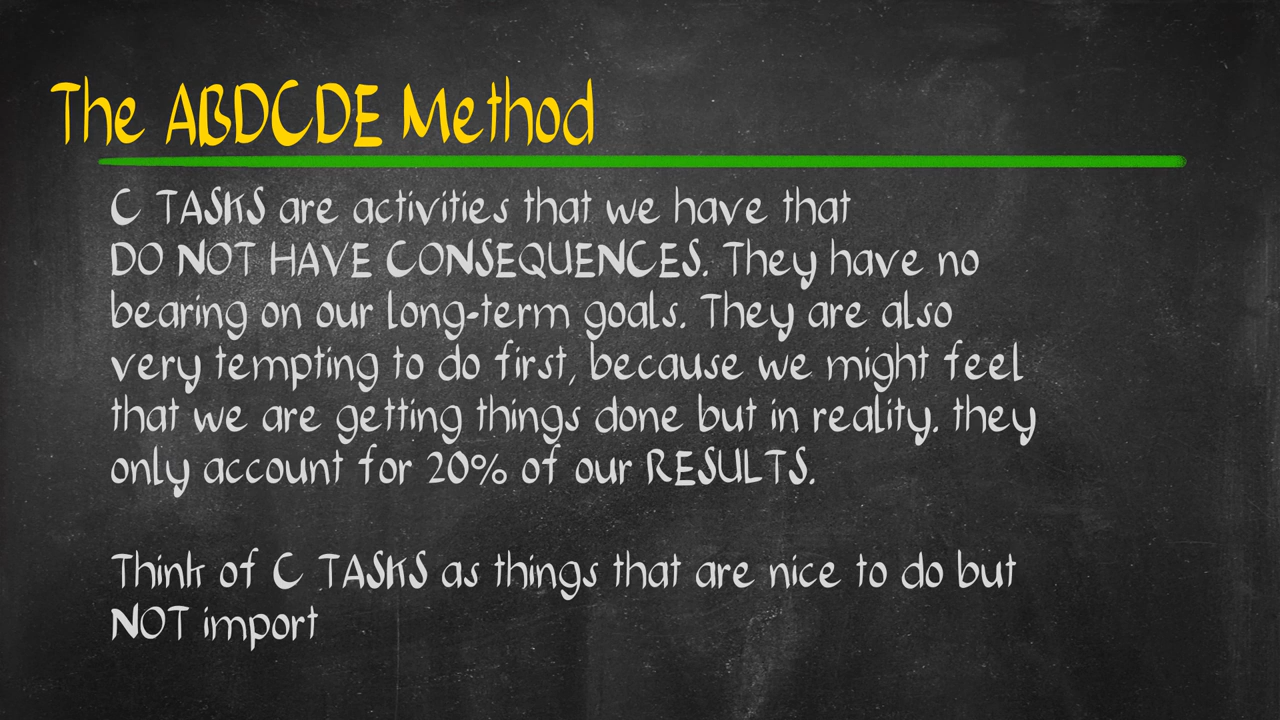 The ABDCDE Method
C TASKS are activities that we have that
DO NOT HAVE CONSEQUENCES. They have no
bearing on our long-term goals. They are also
very tempting to do first, because we might feel
that we are getting things done but in reality. they
only account for 20% of our RESULTS.
Think of C TASKS as things that are nice to do but
NOT import